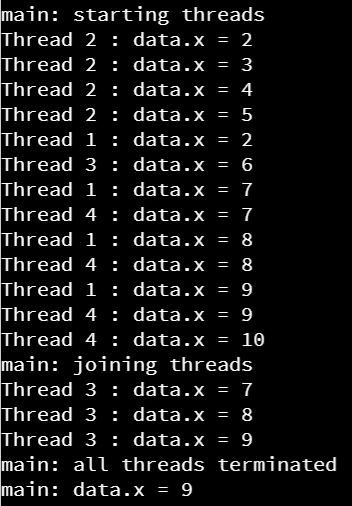 main: starting threads
Thread 2 : data.x = 2
Thread 2 : data.x = 3
Thread 2 : data.x = 4
Thread 2 : data.x = 5
Thread 1 : data.x = 2
Thread 3 : data.x = 6
Thread 1 : data.x = 7
Thread 4 : data.x = 7
Thread 1 : data.x = 8
Thread 4 : data.x = 8
Thread 1 : data.x = 9
Thread 4 : data.x = 9
Thread 4 : data.x = 10
main: joining threads
Thread 3 : data.x = 7
Thread 3 : data.x = 8
Thread 3 : data.x = 9
main: all threads terminated
main: data.x = 9